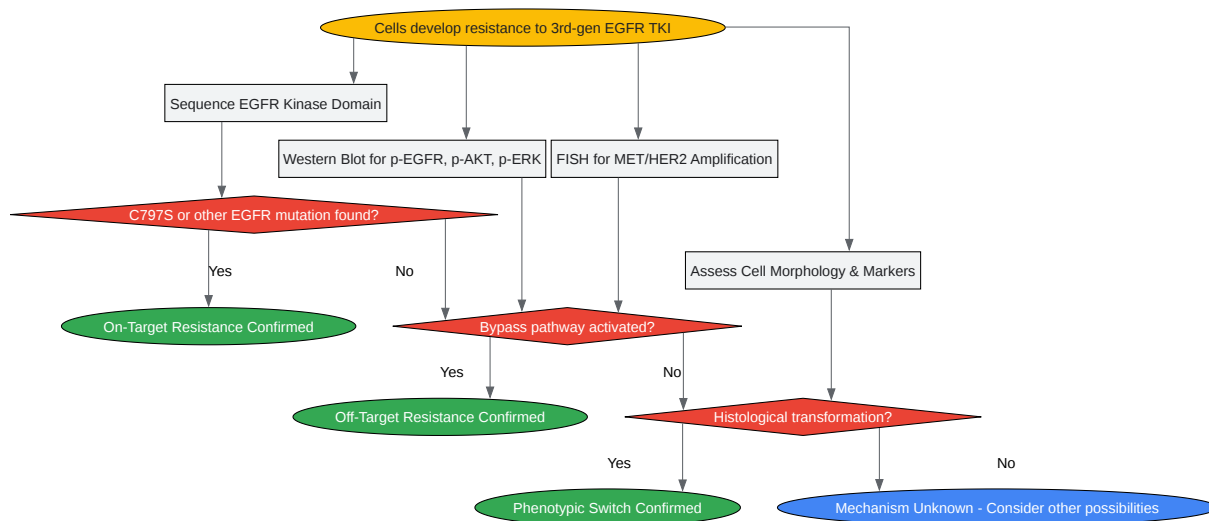 Cells develop resistance to 3rd-gen EGFR TKI
Sequence EGFR Kinase Domain
Western Blot for p-EGFR, p-AKT, p-ERK
FISH for MET/HER2 Amplification
C797S or other EGFR mutation found?
Yes
No
Assess Cell Morphology & Markers
On-Target Resistance Confirmed
Bypass pathway activated?
Yes
No
Off-Target Resistance Confirmed
Histological transformation?
Yes
No
Phenotypic Switch Confirmed
Mechanism Unknown - Consider other possibilities